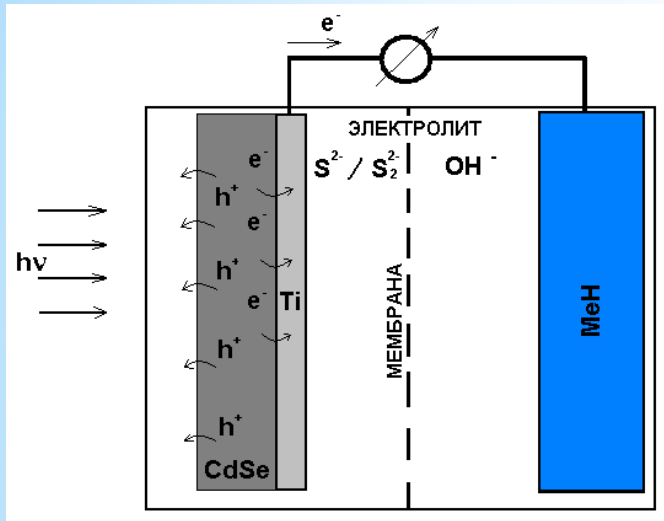 e⁻
ЭЛЕКТРОЛИТ
e⁻
S²⁻ / S₂²⁻
OH⁻
h⁺
e⁻
hν
h⁺
e⁻
Ti
МЕМБРАНА
MeH
h⁺
h⁺
CdSe